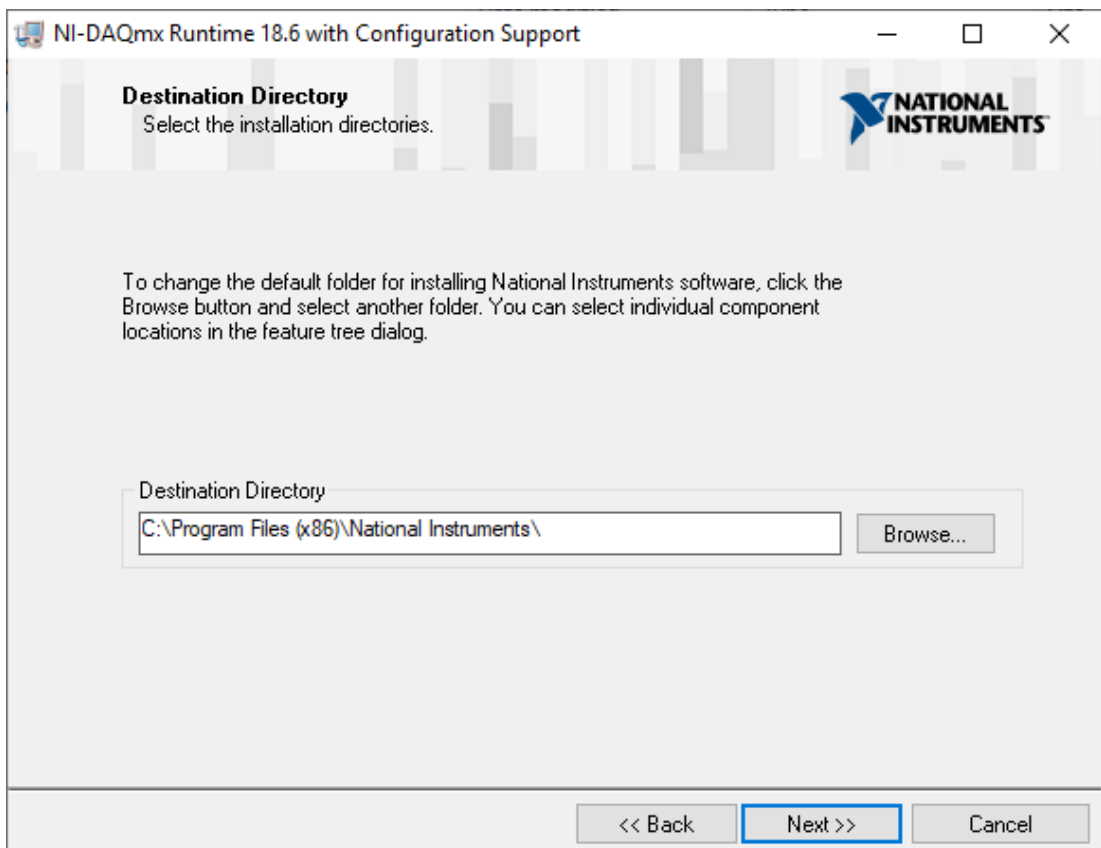 NI-DAQmx Runtime 18.6 with Configuration Support
Destination Directory
Select the installation directories.
NATIONAL
INSTRUMENTS™
To change the default folder for installing National Instruments software, click the
Browse button and select another folder. You can select individual component
locations in the feature tree dialog.
Destination Directory
C:\Program Files (x86)\National Instruments\
Browse...
<< Back
Next >>
Cancel